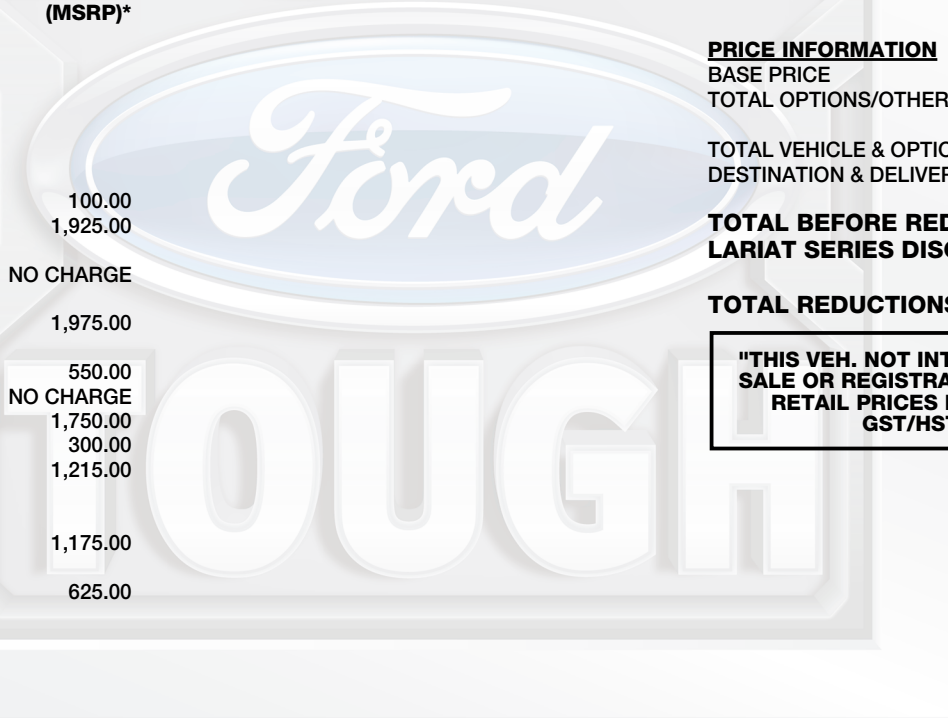 (MSRP)*
100.00
1,925.00
NO CHARGE
1,975.00
550.00
NO CHARGE
1,750.00
300.00
1,215.00
1,175.00
625.00
PRICE INFORMATION
BASE PRICE
TOTAL OPTIONS/OTHER
TOTAL VEHICLE & OPTIO
DESTINATION & DELIVER
TOTAL BEFORE RED
LARIAT SERIES DISC
TOTAL REDUCTIONS
"THIS VEH. NOT INT
SALE OR REGISTRA
RETAIL PRICES
GST/HST
Ford
TOUGH